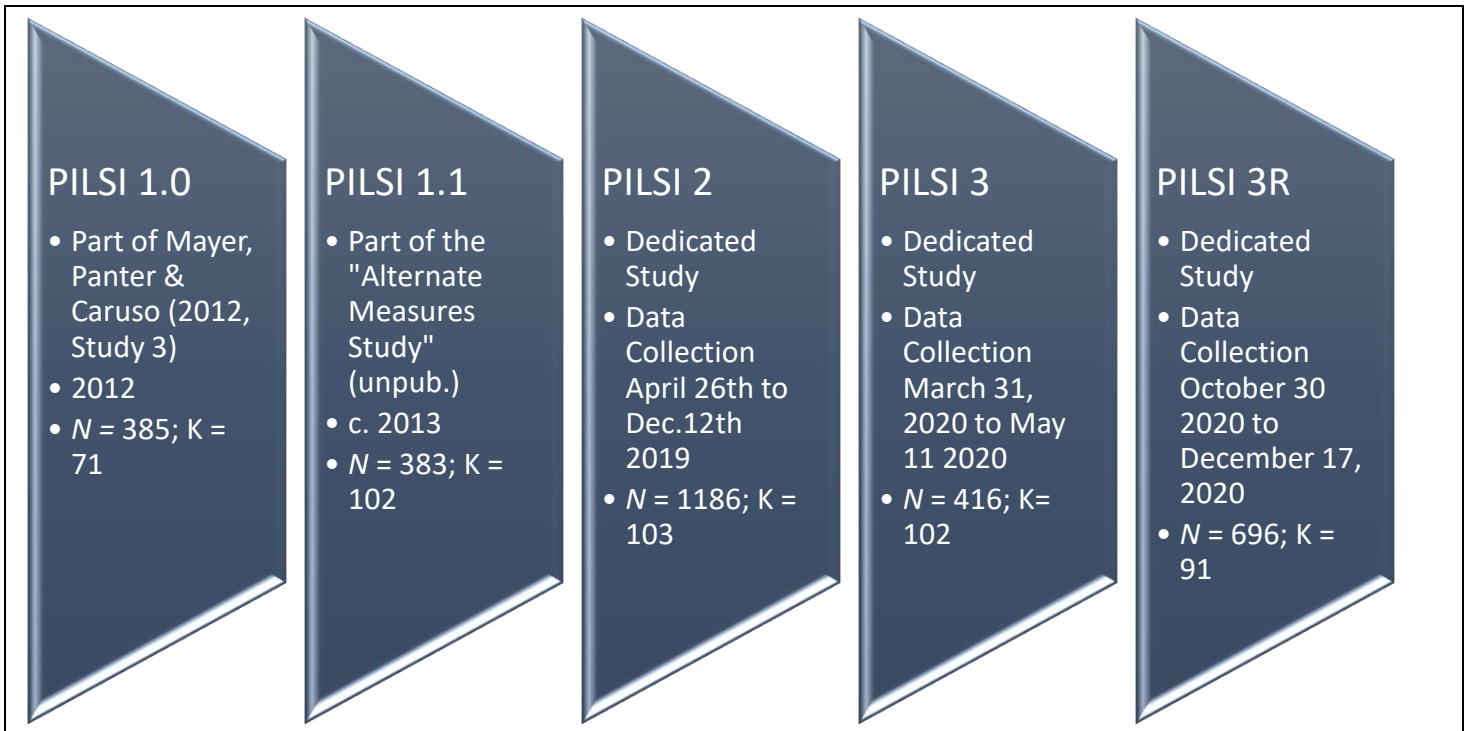 PILSI 1.0
• Part of Mayer,
Panter &
Caruso (2012,
Study 3)
• 2012
• N = 385; K =
71
PILSI 1.1
• Part of the
"Alternate
Measures
Study"
(unpub.)
• c. 2013
• N = 383; K =
102
PILSI 2
• Dedicated
Study
• Data
Collection
April 26th to
Dec.12th
2019
• N = 1186; K =
103
PILSI 3
• Dedicated
Study
• Data
Collection
March 31,
2020 to May
11 2020
• N = 416; K=
102
PILSI 3R
• Dedicated
Study
• Data
Collection
October 30
2020 to
December 17,
2020
• N = 696; K =
91